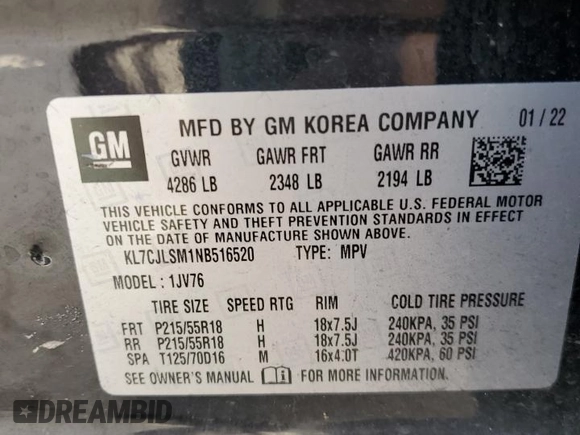 GM
MFD BY GM KOREA COMPANY 01 / 22
GVWR GAWR FRT GAWR RR
4286 LB 2348 LB 2194 LB
THIS VEHICLE CONFORMS TO ALL APPLICABLE U.S. FEDERAL MOTOR
VEHICLE SAFETY AND THEFT PREVENTION STANDARDS IN EFFECT ON
THE DATE OF MANUFACTURE SHOWN ABOVE.
KL7CJLSM1NB516520 TYPE: MPV
MODEL : 1JV76
TIRE SIZE SPEED RTG RIM COLD TIRE PRESSURE
FRT P215/55R18 H 18x7.5J 240KPA, 35 PSI
RR P215/55R18 H 18x7.5J 240KPA, 35 PSI
SPA T125/70D16 M 16x4.0T 420KPA, 60 PSI
SEE OWNER'S MANUAL FOR MORE INFORMATION.
DREAMBID